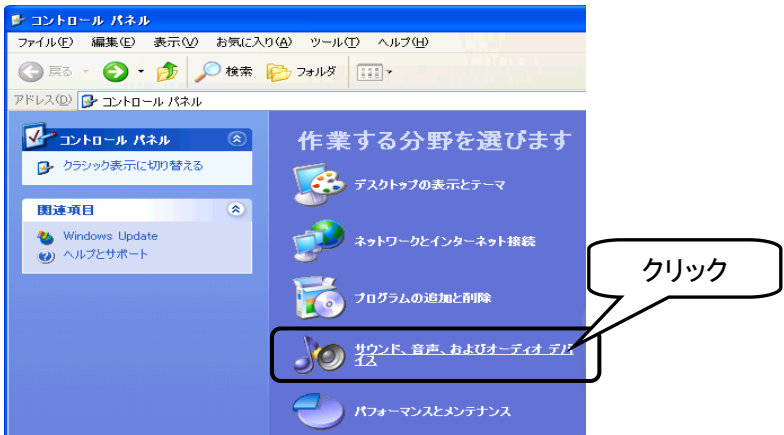 コントロール パネル
ファイル(F) 編集(E) 表示(V) お気に入り(A) ツール(T) ヘルプ(H)
戻る 検索 フォルダ
アドレス(D) コントロール パネル
コントロール パネル
クラシック表示に切り替える
関連項目
Windows Update
ヘルプとサポート
作業する分野を選びます
デスクトップの表示とテーマ
ネットワークとインターネット接続
プログラムの追加と削除
サウンド、音声、およびオーディオ デバ
イス
パフォーマンスとメンテナンス
クリック